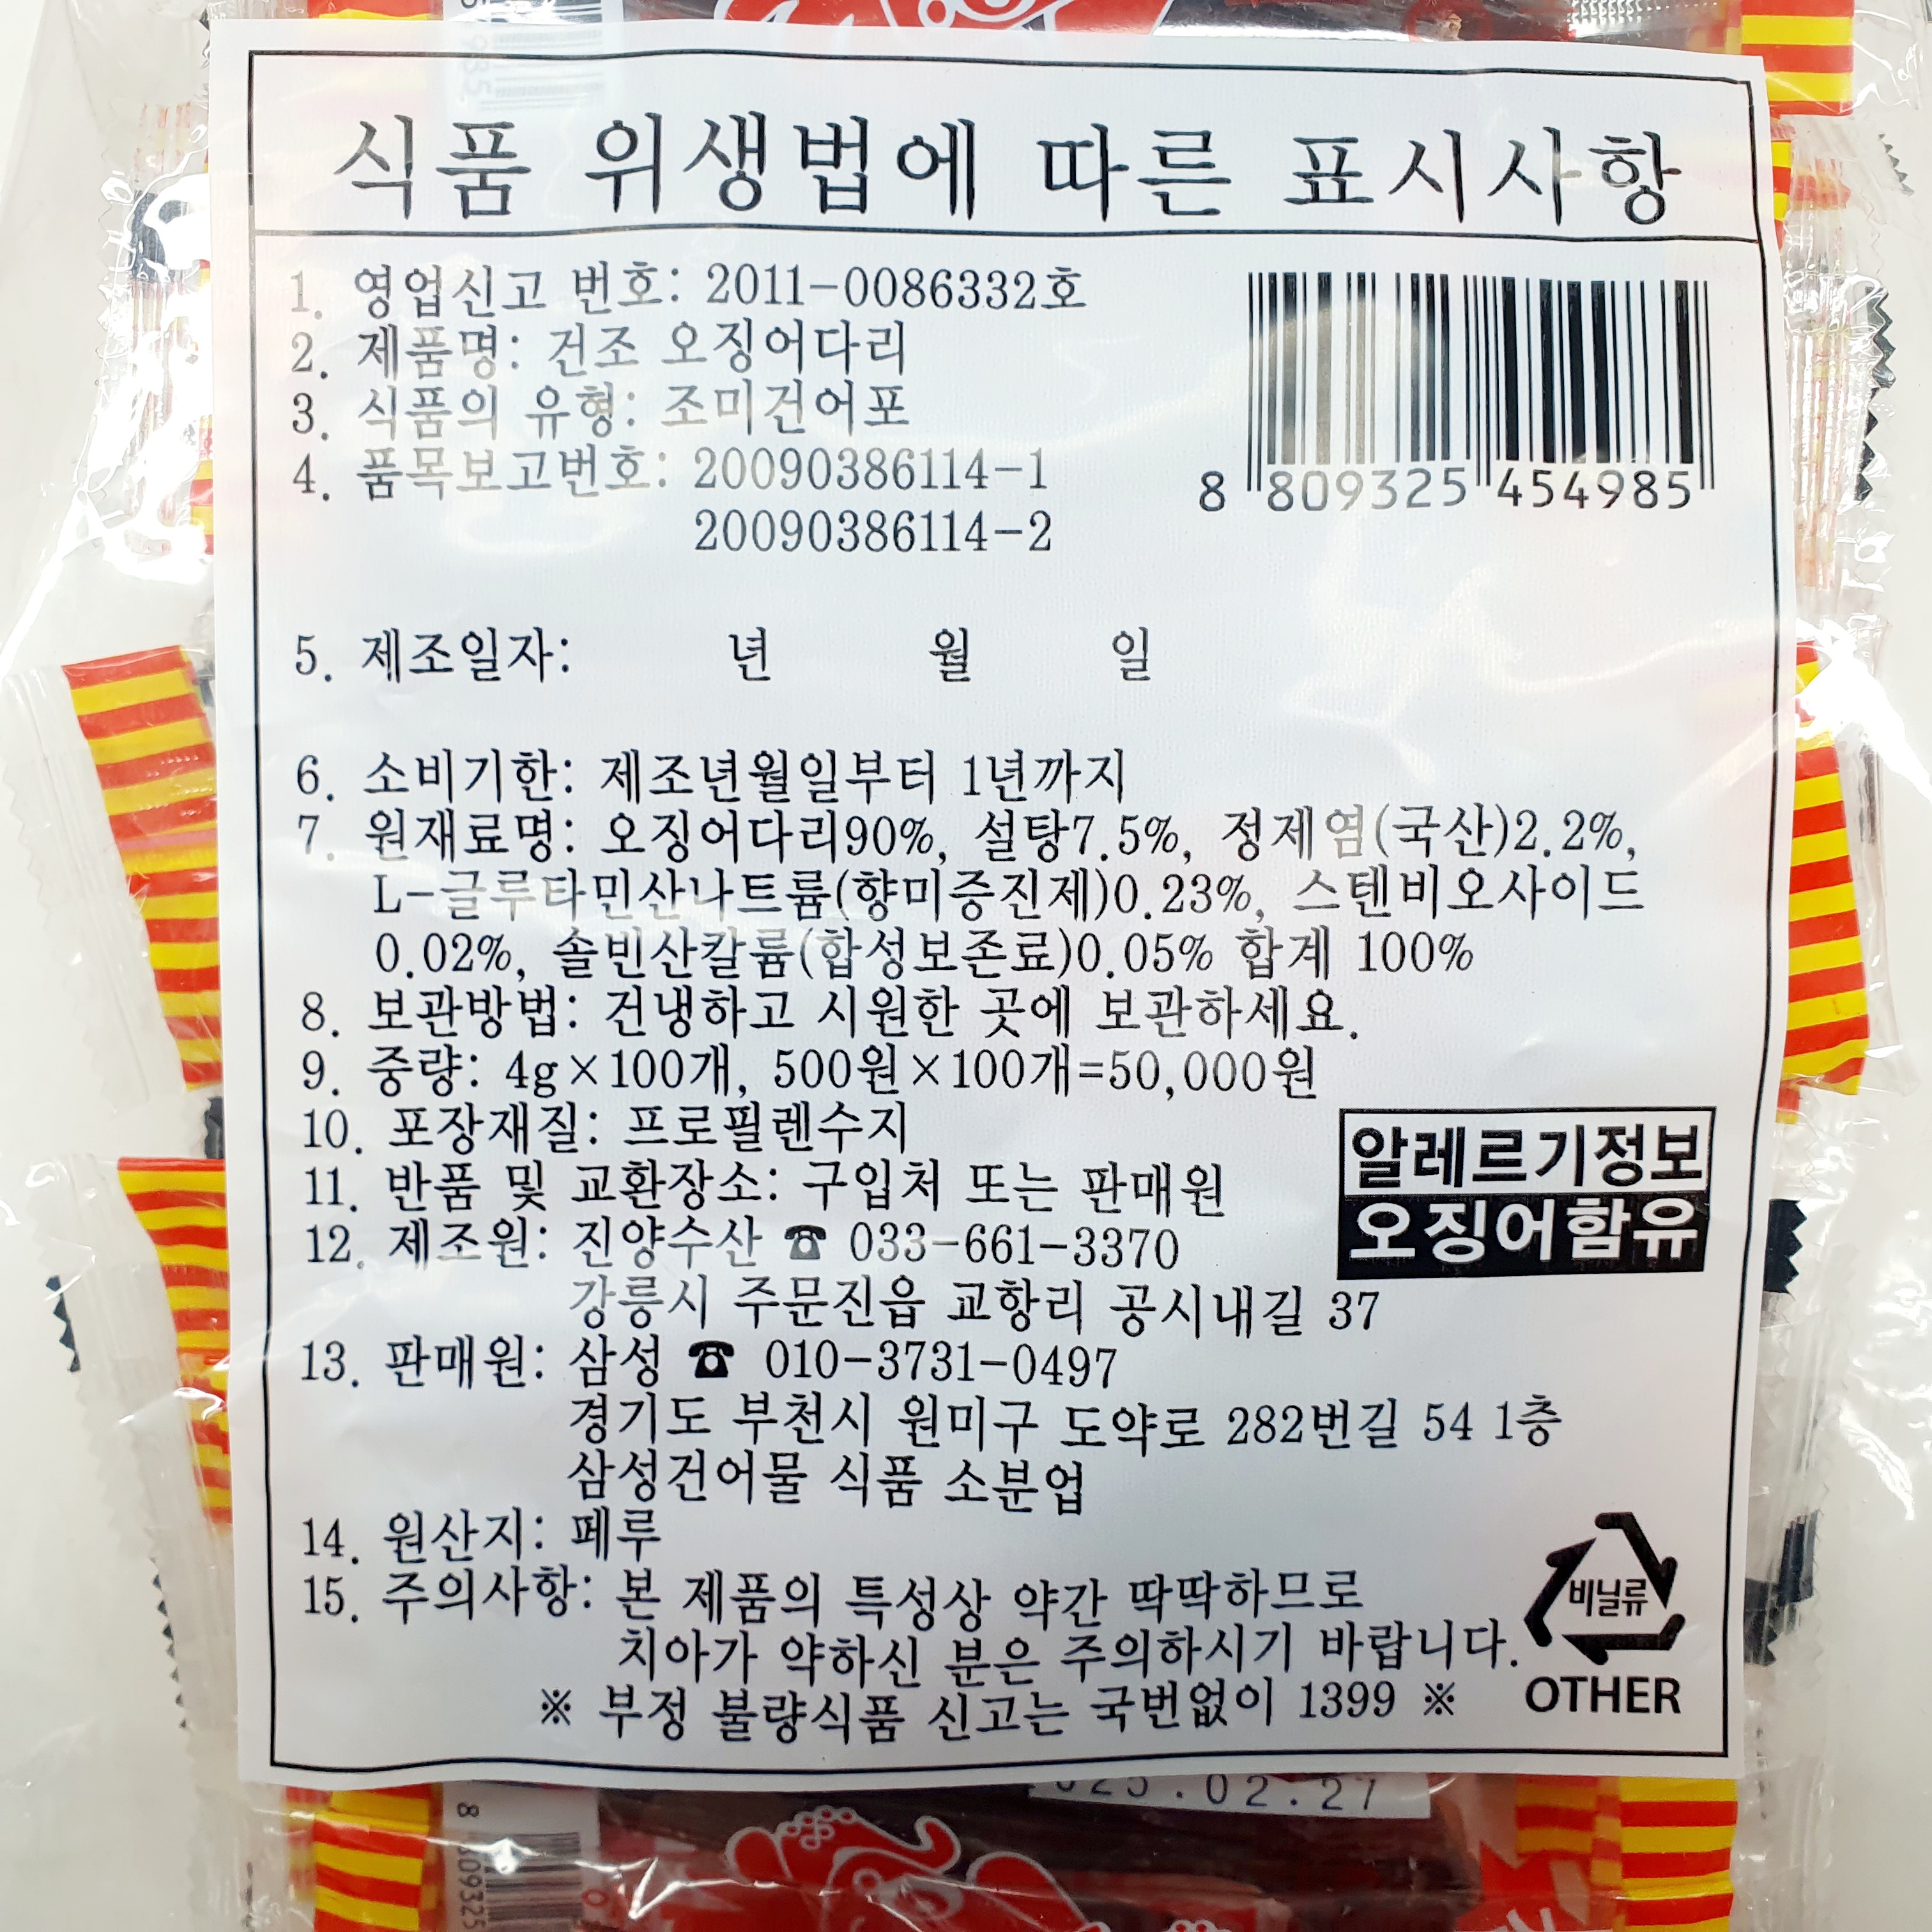 식품 위생법에 따른 표시사항
1. 영업신고 번호: 2011-0086332호
2. 제품명: 건조 오징어다리
3. 식품의 유형: 조미건어포
4. 품목보고번호: 20090386114-1
20090386114-2
8 809325 454985
5. 제조일자: 년 월 일
6. 소비기한: 제조년월일부터 1년까지
7. 원재료명: 오징어다리90%, 설탕7.5%, 정제염(국산)2.2%,
L-글루타민산나트륨(향미증진제)0.23%, 스텐비오사이드
0.02%, 솔빈산칼륨(합성보존료)0.05% 합계 100%
8. 보관방법: 건냉하고 시원한 곳에 보관하세요.
9. 중량: 4g×100개, 500원×100개=50,000원
10. 포장재질: 프로필렌수지
11. 반품 및 교환장소: 구입처 또는 판매원
12. 제조원: 진양수산 ☎ 033-661-3370
강릉시 주문진읍 교항리 공시내길 37
알레르기정보
오징어함유
13. 판매원: 삼성 ☎ 010-3731-0497
경기도 부천시 원미구 도약로 282번길 54 1층
삼성건어물 식품 소분업
14. 원산지: 페루
15. 주의사항: 본 제품의 특성상 약간 딱딱하므로
치아가 약하신 분은 주의하시기 바랍니다.
※ 부정 불량식품 신고는 국번없이 1399 ※
비닐류
OTHER
.02.27